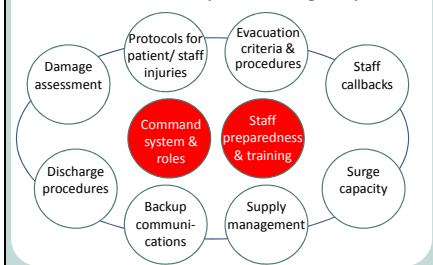 Protocols for
patient/ staff
injuries
Evacuation
criteria &
procedures
Damage
assessment
Staff
callbacks
Command
system &
roles
Staff
preparedness
& training
Discharge
procedures
Surge
capacity
Backup
communi-
cations
Supply
management